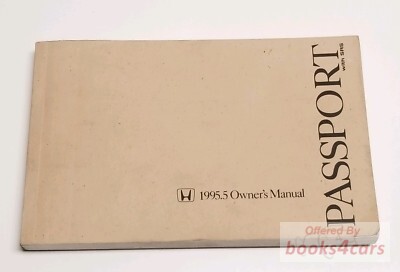 PASSPORT
with SRS
1995.5 Owner's Manual
Offered By
books4cars